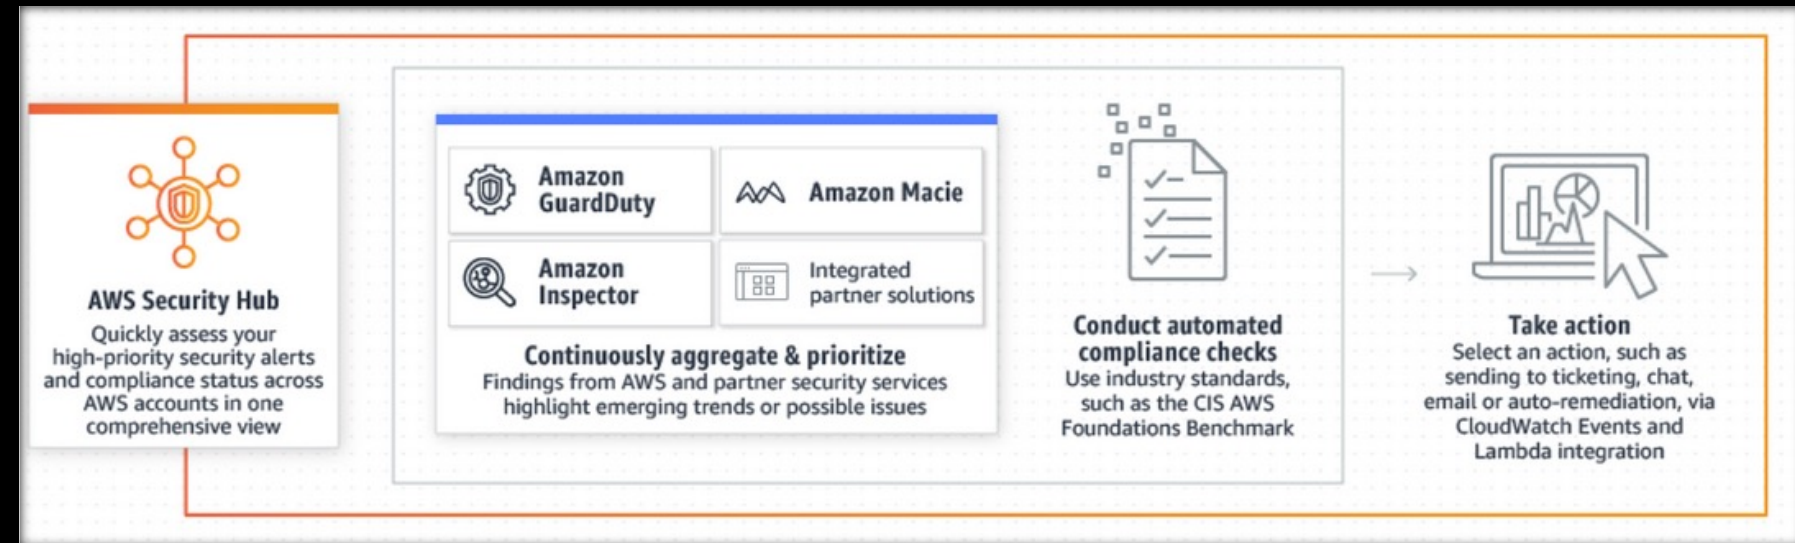 AWS Security Hub
Quickly assess your
high-priority security alerts
and compliance status across
AWS accounts in one
comprehensive view
Amazon
GuardDuty
Amazon Macie
Amazon
Inspector
Integrated
partner solutions
Continuously aggregate & prioritize
Findings from AWS and partner security services
highlight emerging trends or possible issues
Conduct automated
compliance checks
Use industry standards,
such as the CIS AWS
Foundations Benchmark
Take action
Select an action, such as
sending to ticketing, chat,
email or auto-remediation, via
CloudWatch Events and
Lambda integration